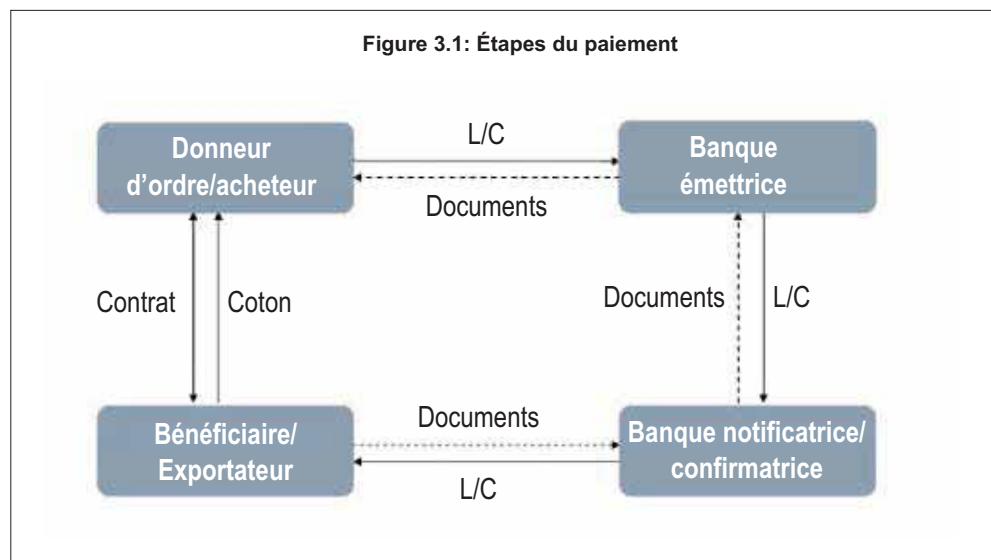 Figure 3.1: Étapes du paiement
Donneur
d'ordre/acheteur
L/C
Documents
Banque
émettrice
Contrat
Coton
Documents
L/C
Bénéficiaire/
Exportateur
Documents
L/C
Banque notificatrice/
confirmatrice